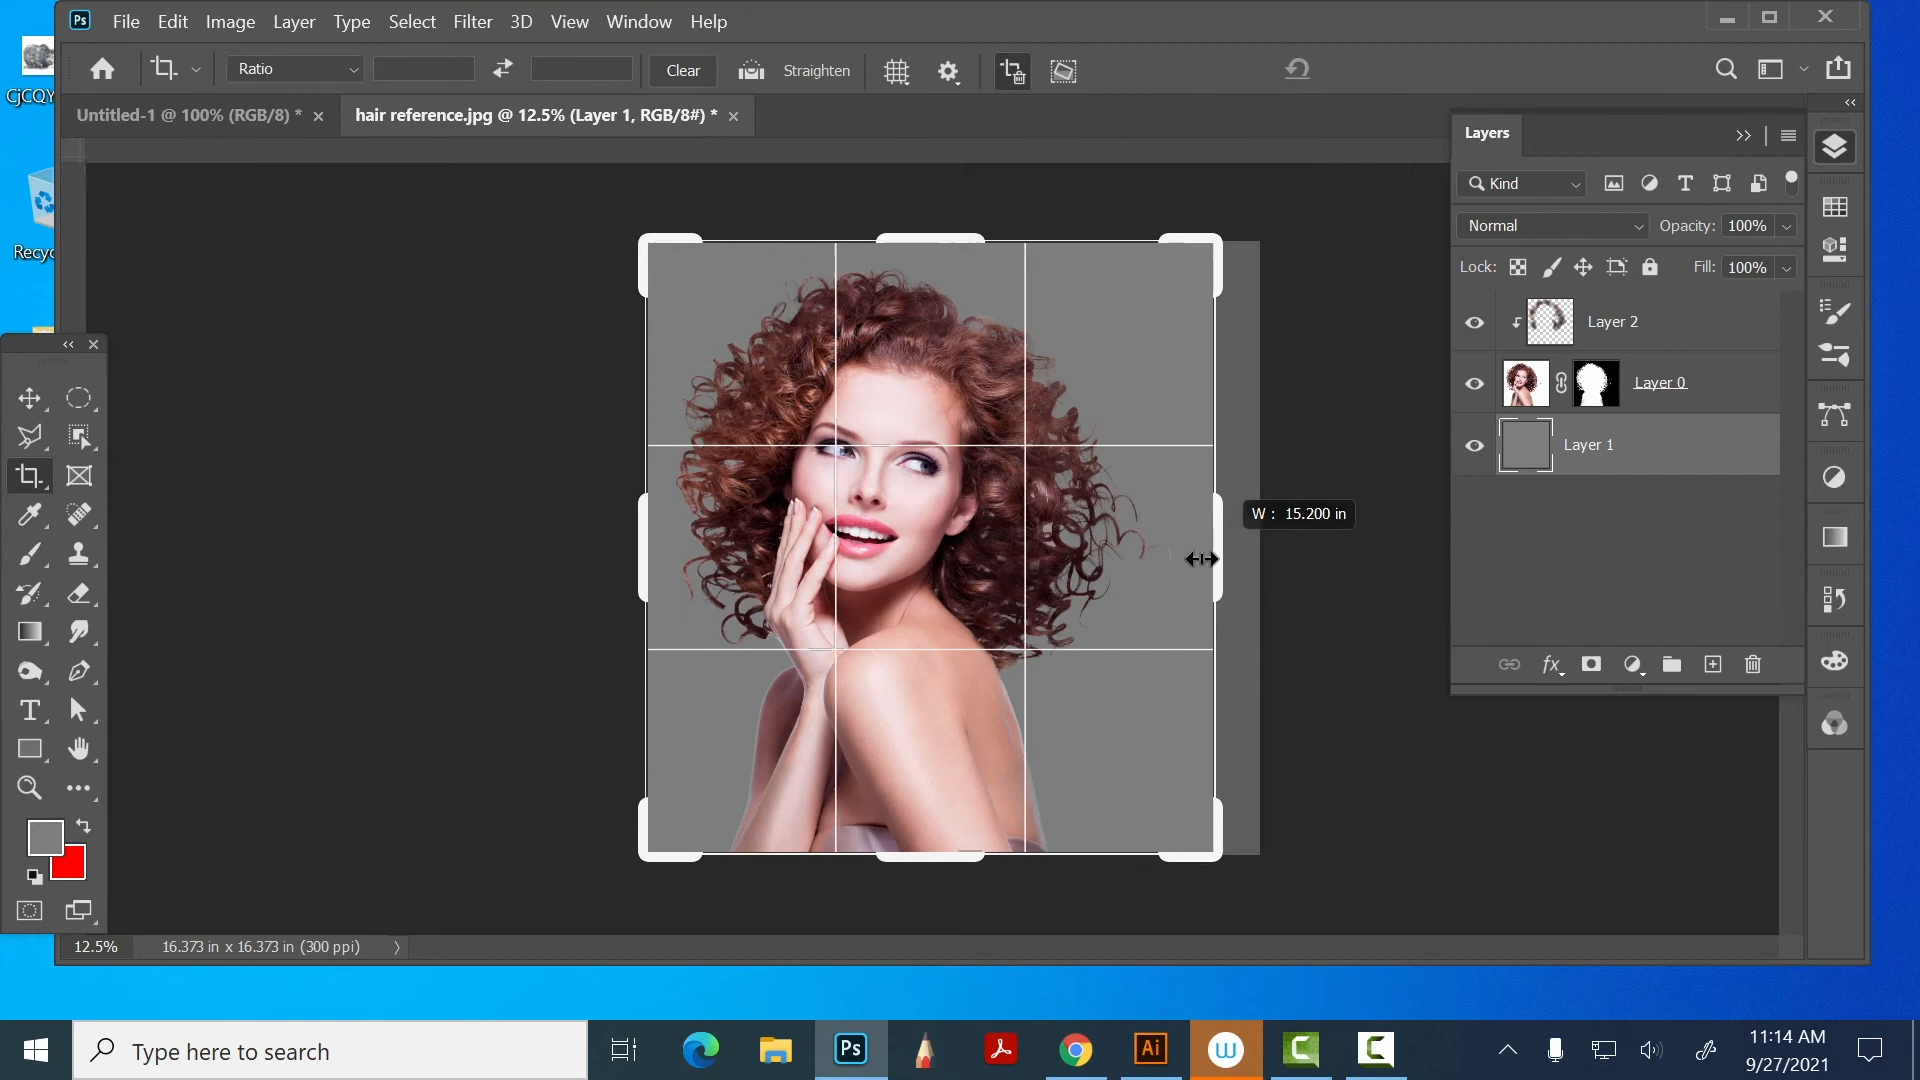 Ps File Edit Image Layer Type Select Filter 3D View Window Help
Ratio Clear Straighten
Untitled-1 @ 100% (RGB/8) * ×
hair reference.jpg @ 12.5% (Layer 1, RGB/8#) * ×
CjCQY
Recyc
Layers
Kind
Normal Opacity: 100%
Lock: Fill: 100%
Layer 2
Layer 0
Layer 1
W : 15.200 in
12.5% 16.373 in x 16.373 in (300 ppi)
Type here to search
Ps
Ai
11:14 AM
9/27/2021